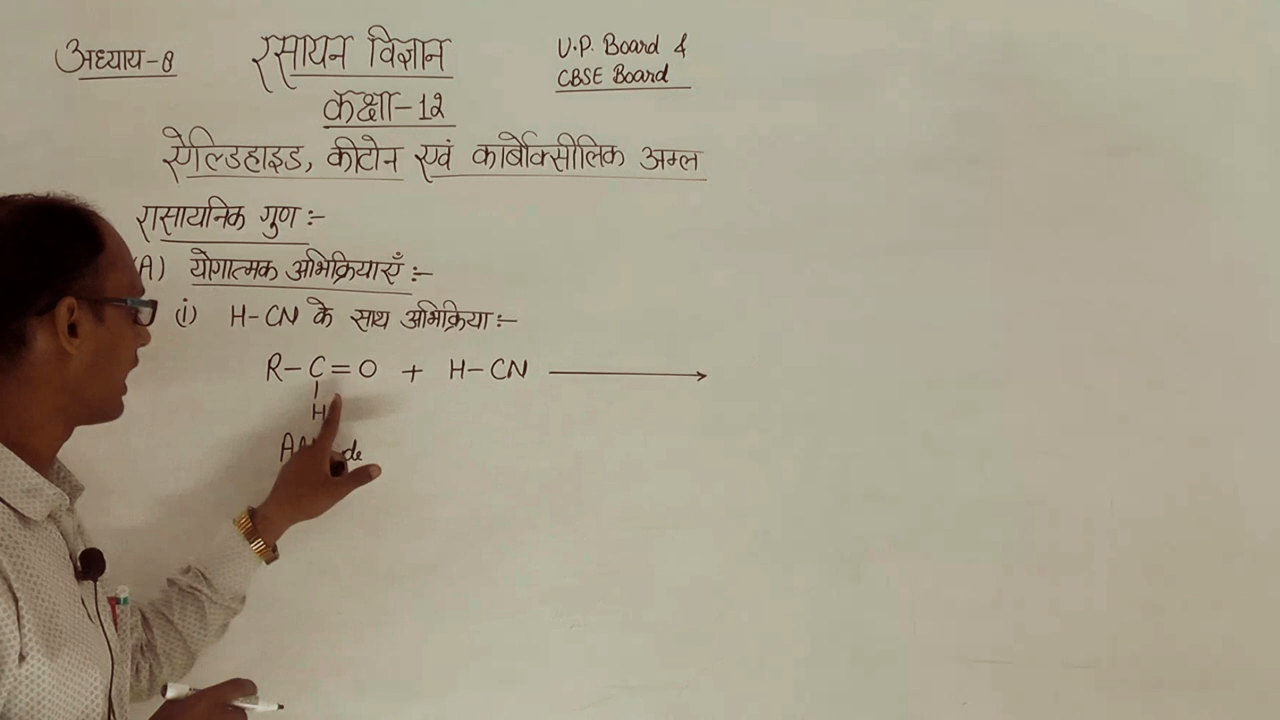 अध्याय-8
रसायन विज्ञान
U.P. Board &
CBSE Board
कक्षा-12
ऐल्डिहाइड, कीटोन एवं कार्बोक्सीलिक अम्ल
रासायनिक गुण :-
(A) योगात्मक अभिक्रियाएँ :-
(i) H-CN के साथ अभिक्रिया :-
R-C=O + H-CN ⟶
H